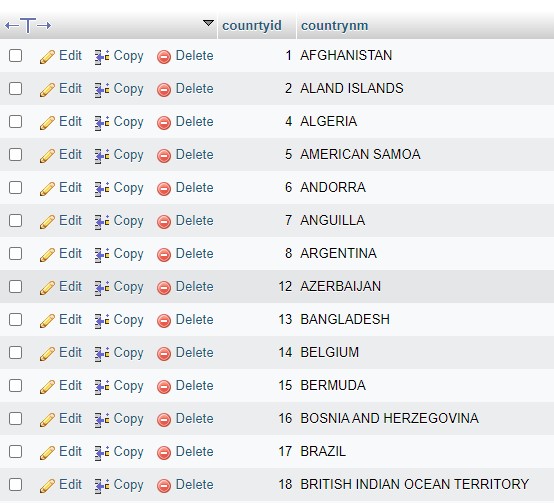 counrtyid countrynm
Edit Copy Delete 1 AFGHANISTAN
Edit Copy Delete 2 ALAND ISLANDS
Edit Copy Delete 4 ALGERIA
Edit Copy Delete 5 AMERICAN SAMOA
Edit Copy Delete 6 ANDORRA
Edit Copy Delete 7 ANGUILLA
Edit Copy Delete 8 ARGENTINA
Edit Copy Delete 12 AZERBAIJAN
Edit Copy Delete 13 BANGLADESH
Edit Copy Delete 14 BELGIUM
Edit Copy Delete 15 BERMUDA
Edit Copy Delete 16 BOSNIA AND HERZEGOVINA
Edit Copy Delete 17 BRAZIL
Edit Copy Delete 18 BRITISH INDIAN OCEAN TERRITORY